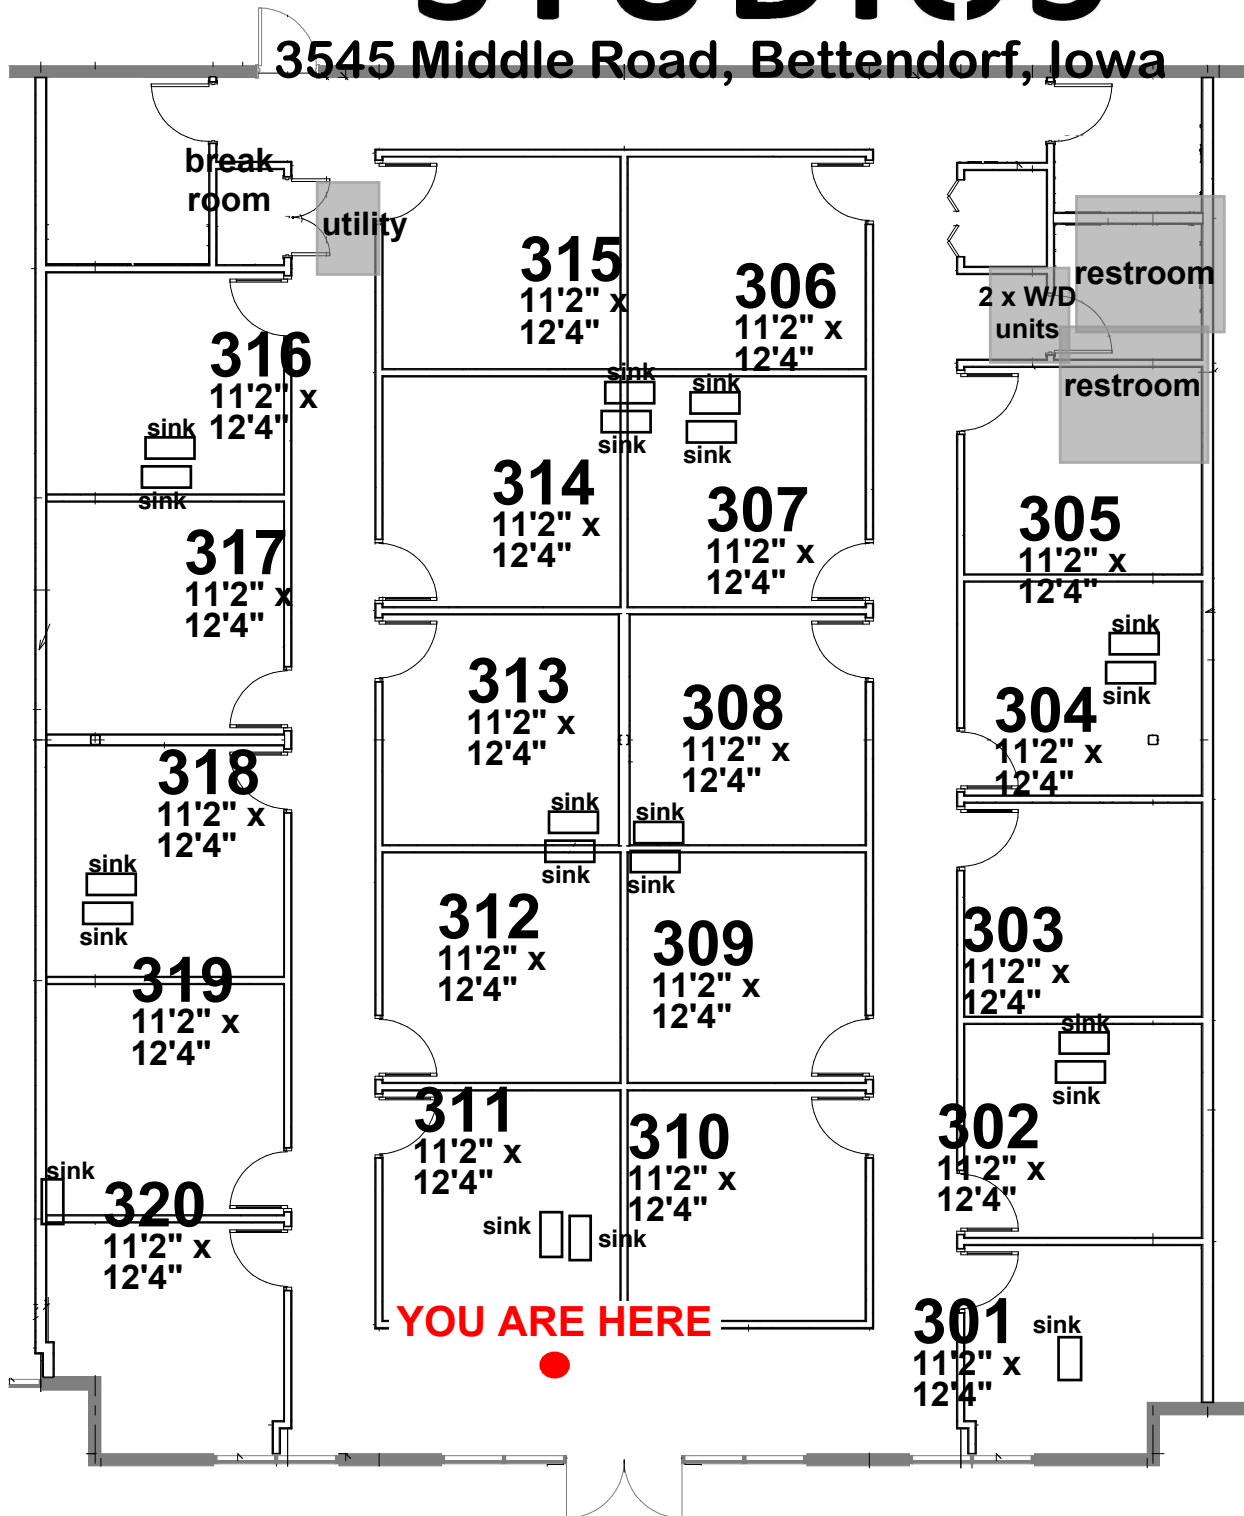 STUDIOS
3545 Middle Road, Bettendorf, Iowa
break
room
utility
315
11'2" x
12'4"
306
11'2" x
12'4"
restroom
2 x W/D
units
restroom
316
11'2" x
12'4"
sink
sink
sink
sink
sink
sink
314
11'2" x
12'4"
307
11'2" x
12'4"
305
11'2" x
12'4"
317
11'2" x
12'4"
sink
sink
313
11'2" x
12'4"
308
11'2" x
12'4"
304
11'2" x
12'4"
318
11'2" x
12'4"
sink
sink
sink
sink
sink
sink
312
11'2" x
12'4"
309
11'2" x
12'4"
303
11'2" x
12'4"
319
11'2" x
12'4"
sink
sink
311
11'2" x
12'4"
310
11'2" x
12'4"
302
11'2" x
12'4"
sink
320
11'2" x
12'4"
sink
sink
YOU ARE HERE
301
11'2" x
12'4"
sink